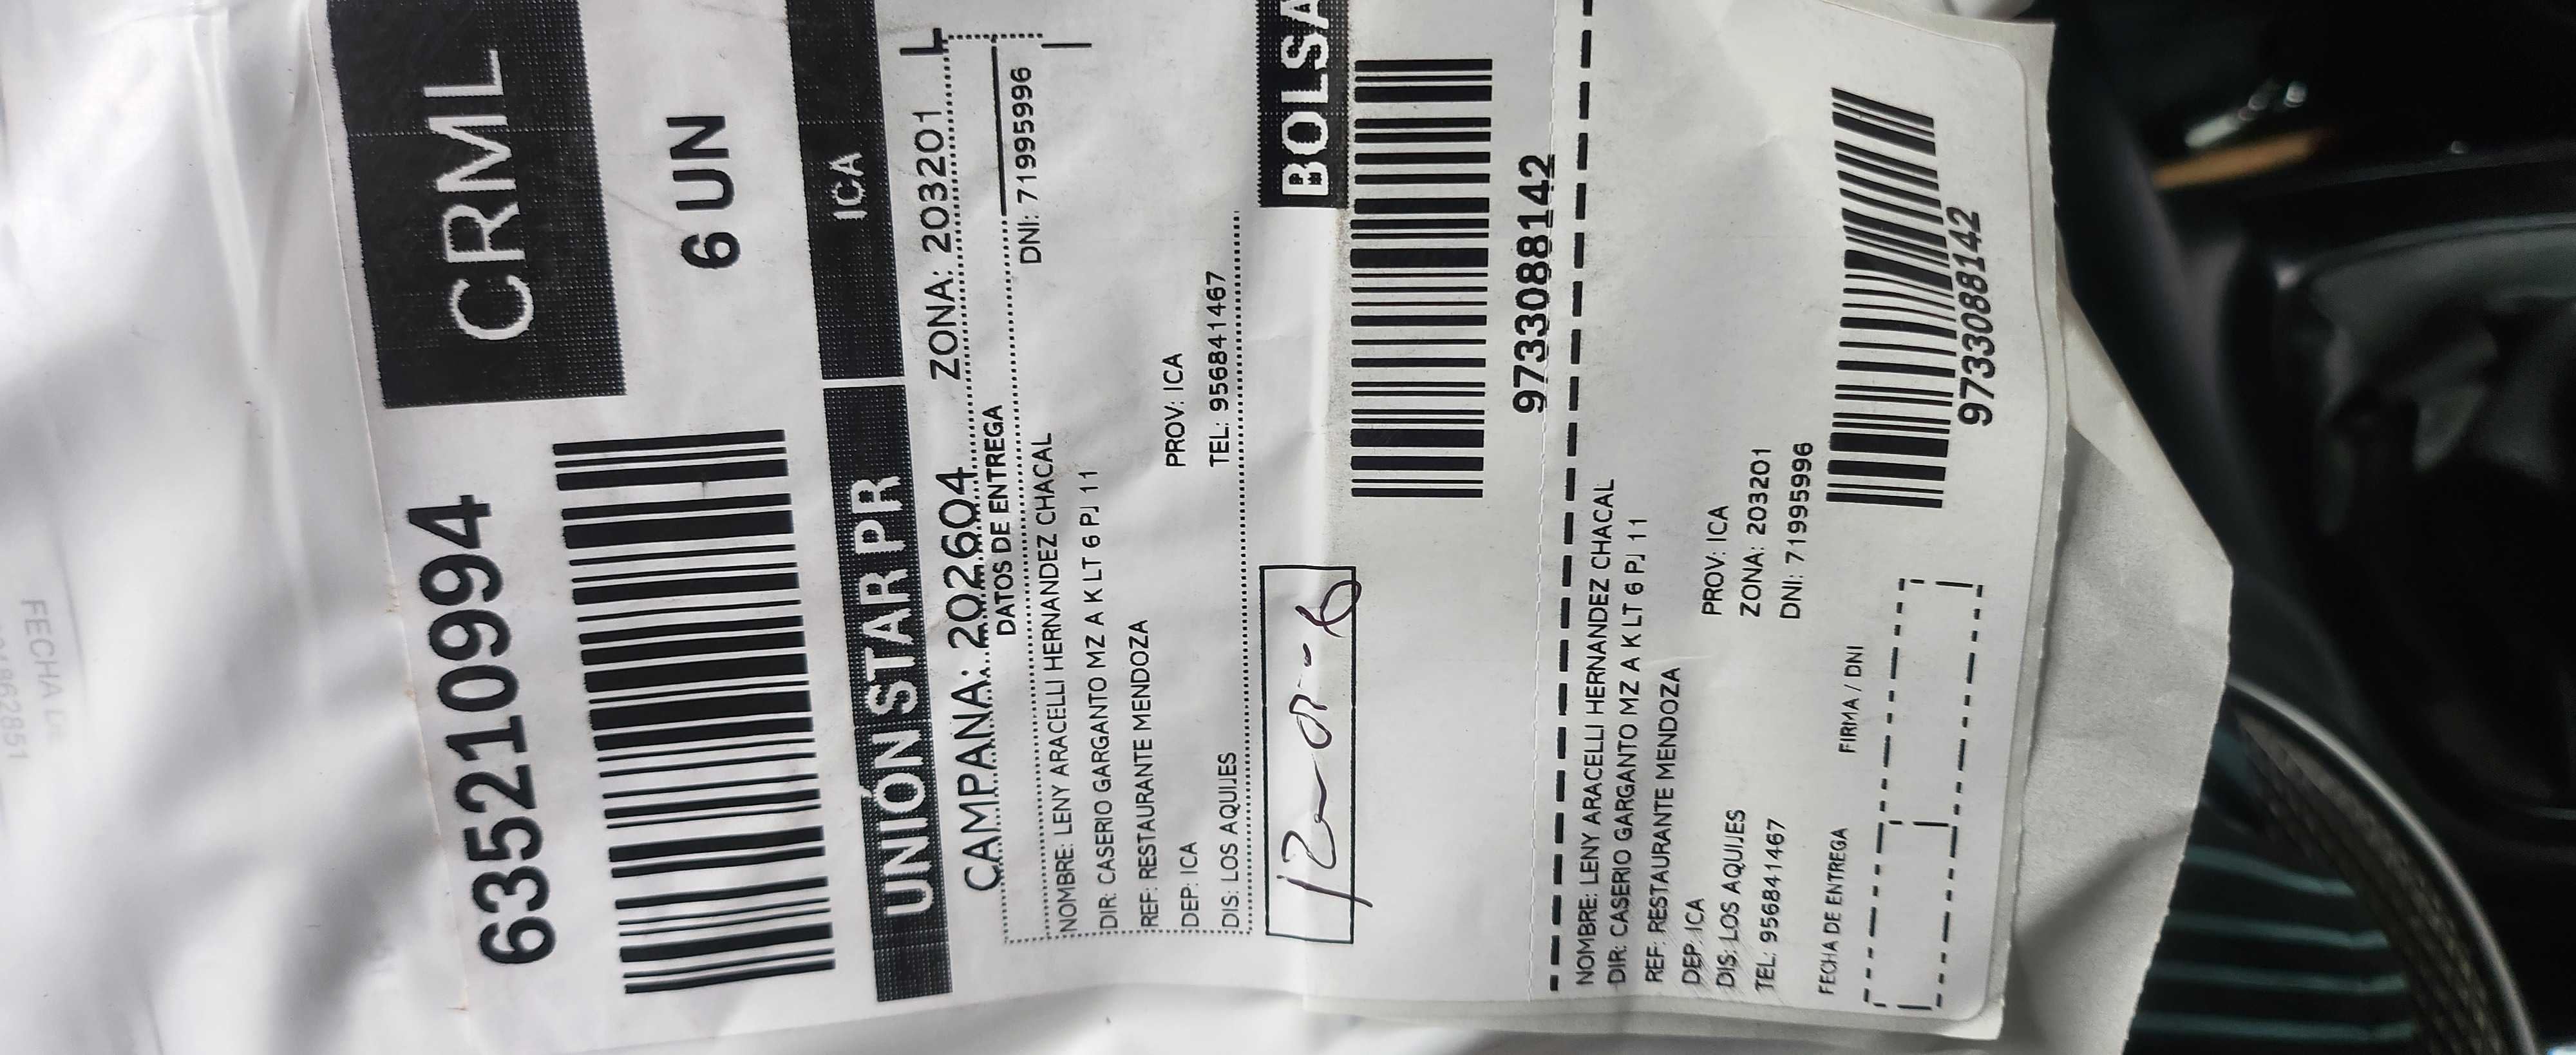 6352109944
CRML
6 UN
UNIÓN STAR PR
ICA
CAMPAÑA: 202604 ZONA: 203201 L
DATOS DE ENTREGA
DNI: 719959996
NOMBRE: LENY ARACELLI HERNANDEZ CHACAL
DIR: CASERIO GARGANTO MZ A K LT 6 PJ 11
REF: RESTAURANTE MENDOZA
DEP: ICA PROV: ICA
DIS: LOS AQUIJES TEL: 956841467
BOLSA
9733088142
NOMBRE: LENY ARACELLI HERNANDEZ CHACAL
DIR: CASERIO GARGANTO MZ A K LT 6 PJ 11
REF: RESTAURANTE MENDOZA
DEP: ICA PROV: ICA
DIS: LOS AQUIJES ZONA: 203201
TEL: 956841467 DNI: 719959996
FECHA DE ENTREGA FIRMA / DNI
9733088142